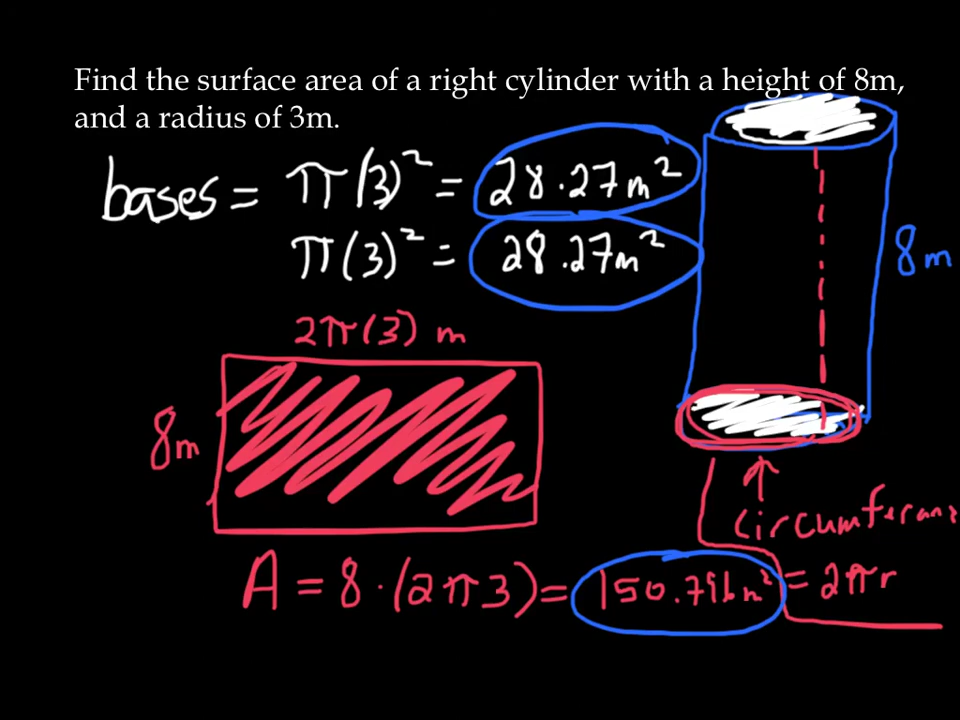 Find the surface area of a right cylinder with a height of 8m,
and a radius of 3m.
bases = π(3)² = 28.27m²
π(3)² = 28.27m²
8m
2π(3) m
8m
circumferenc
A = 8·(2π3) = 150.796m² = 2πr